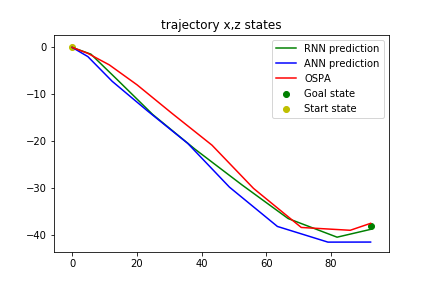 trajectory x,z states
RNN prediction
ANN prediction
OSPA
Goal state
Start state
0
−10
−20
−30
−40
0 20 40 60 80